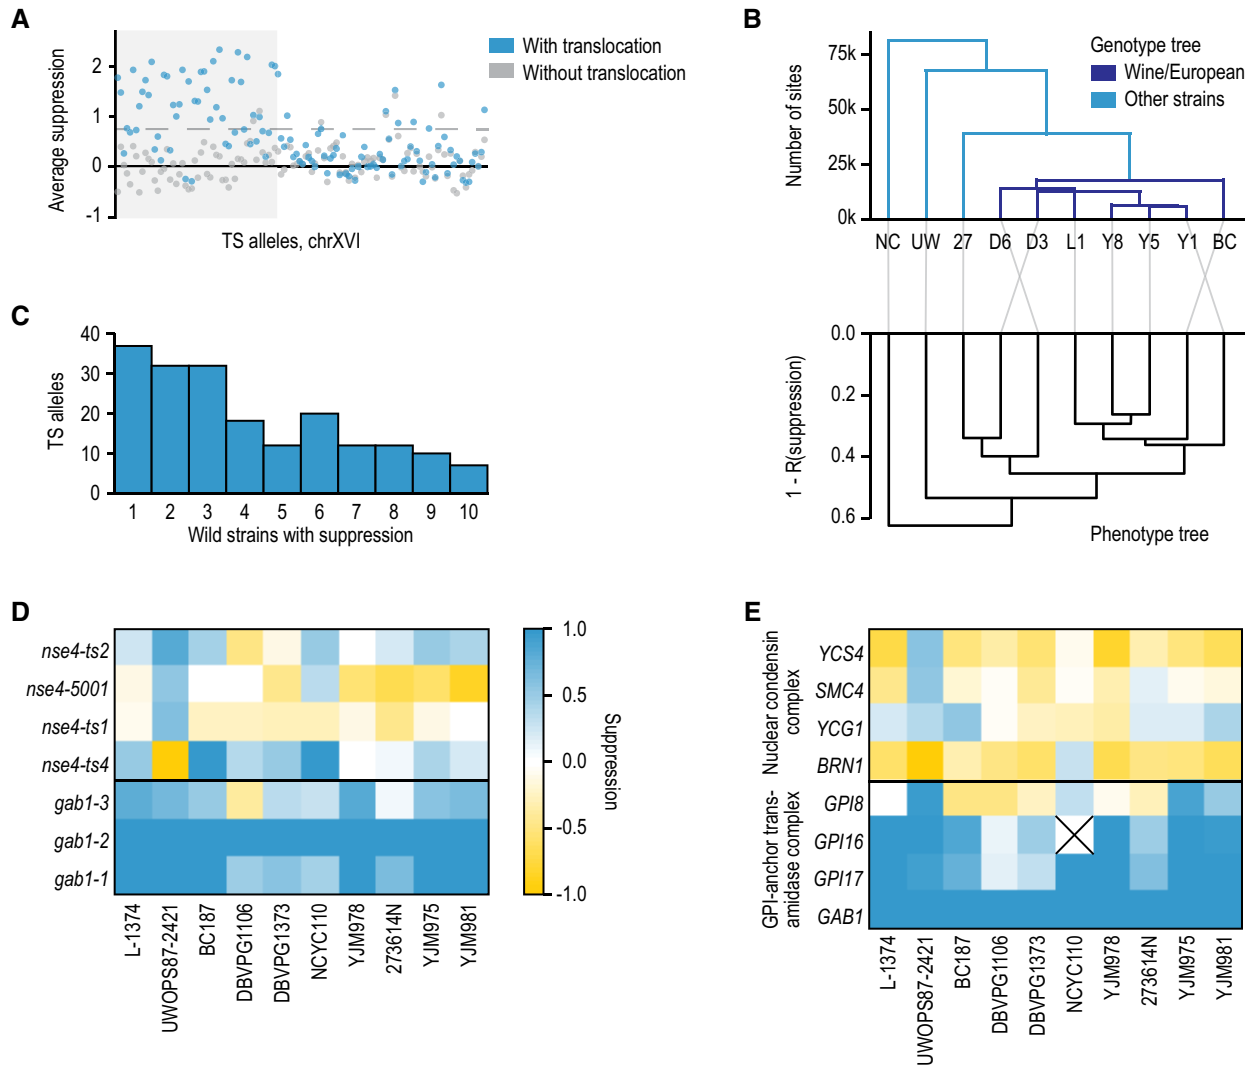 A
Average suppression
2
1
0
-1
TS alleles, chrXVI
With translocation
Without translocation
B
Number of sites
75k
50k
25k
0k
Genotype tree
Wine/European
Other strains
NC UW 27 D6 D3 L1 Y8 Y5 Y1 BC
1 - R(suppression)
0.0
0.2
0.4
0.6
Phenotype tree
C
TS alleles
40
30
20
10
0
1 2 3 4 5 6 7 8 9 10
Wild strains with suppression
D
nse4-ts2
nse4-5001
nse4-ts1
nse4-ts4
gab1-3
gab1-2
gab1-1
L-1374
UWOPS87-2421
BC187
DBVPG1106
DBVPG1373
NCYC110
YJM978
273614N
YJM975
YJM981
1.0
0.5
0.0
-0.5
-1.0
Suppression
E
Nuclear condensin
complex
GPI-anchor trans-
amidase complex
YCS4
SMC4
YCG1
BRN1
GPI8
GPI16
GPI17
GAB1
L-1374
UWOPS87-2421
BC187
DBVPG1106
DBVPG1373
NCYC110
YJM978
273614N
YJM975
YJM981